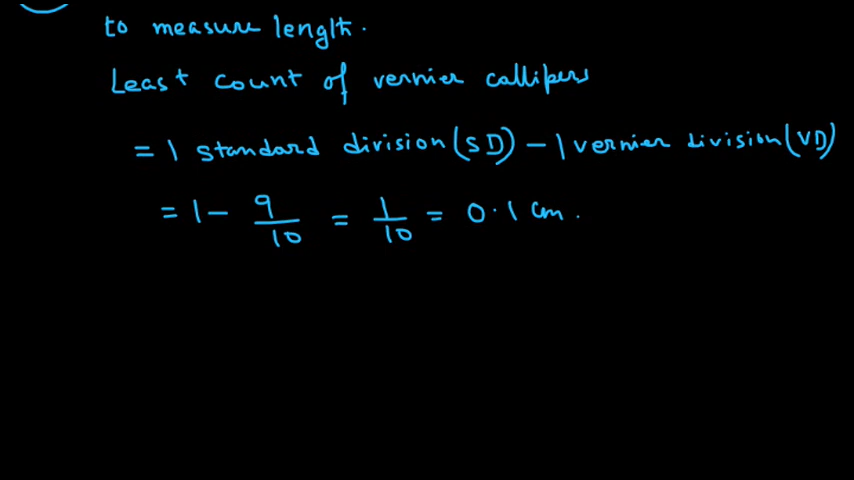 to measure length.
Least count of vernier callipers
= 1 standard division (SD) - 1 vernier division (VD)
= 1 - 9/10 = 1/10 = 0.1 cm.